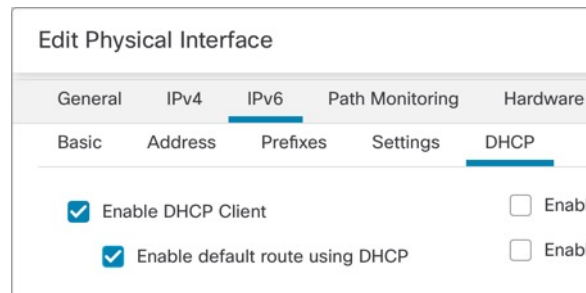 Edit Physical Interface
General IPv4 IPv6 Path Monitoring Hardware
Basic Address Prefixes Settings DHCP
Enable DHCP Client
Enable default route using DHCP